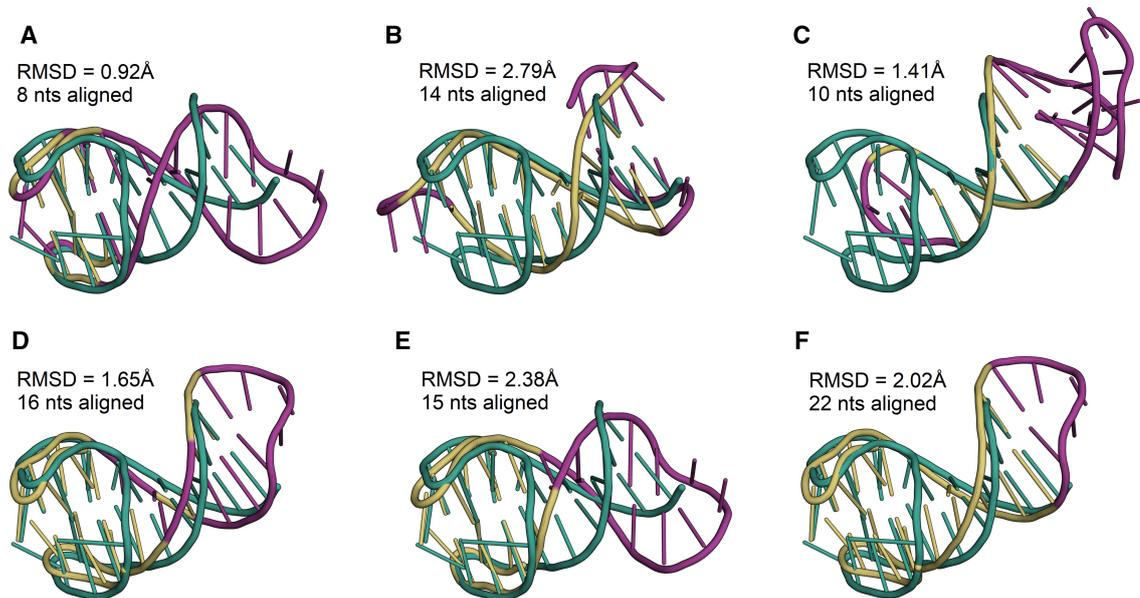 A
RMSD = 0.92Å
8 nts aligned
B
RMSD = 2.79Å
14 nts aligned
C
RMSD = 1.41Å
10 nts aligned
D
RMSD = 1.65Å
16 nts aligned
E
RMSD = 2.38Å
15 nts aligned
F
RMSD = 2.02Å
22 nts aligned